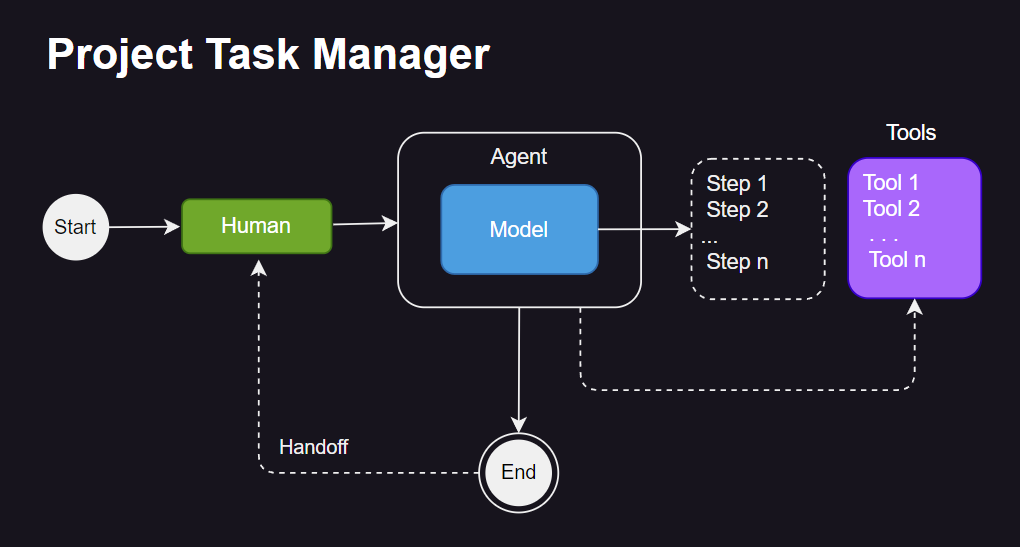 Project Task Manager
Tools
Agent
Step 1
Step 2
...
Step n
Tool 1
Tool 2
. . .
Tool n
Start
Human
Model
Handoff
End